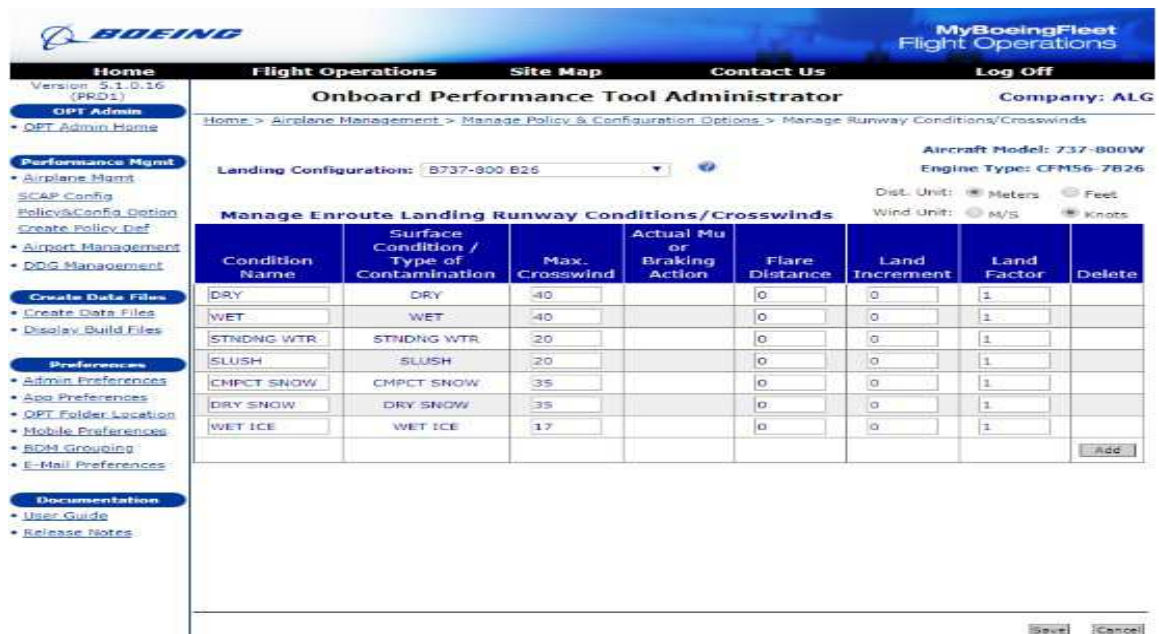 BOEING
MyBoeingFleet
Flight Operations
Home Flight Operations Site Map Contact Us Log Off
Version 5.1.0.16
(PRD1)
OPT Admin
• OPT Admin Home
Performance Mgmt
• Airplane Mgmt
SCAP Config
Policy&Config Option
Create Policy Def
• Airport Management
• DDG Management
Create Data Files
• Create Data Files
• Display Build Files
Preferences
• Admin Preferences
• App Preferences
• OPT Folder Location
• Mobile Preferences
• BDM Grouping
• E-Mail Preferences
Documentation
• User Guide
• Release Notes
Onboard Performance Tool Administrator Company: ALG
Home > Airplane Management > Manage Policy & Configuration Options > Manage Runway Conditions/Crosswinds
Aircraft Model: 737-800W
Landing Configuration: B737-800 B26 Engine Type: CFM56-7B26
Dist. Unit: Meters Feet
Manage Enroute Landing Runway Conditions/Crosswinds Wind Unit: M/S Knots
Condition Name Surface Condition / Type of Contamination Max. Crosswind Actual Mu or Braking Action Flare Distance Land Increment Land Factor Delete
DRY DRY 40 0 0 1
WET WET 40 0 0 1
STNDNG WTR STNDNG WTR 20 0 0 1
SLUSH SLUSH 20 0 0 1
CMPCT SNOW CMPCT SNOW 35 0 0 1
DRY SNOW DRY SNOW 35 0 0 1
WET ICE WET ICE 17 0 0 1
Add
Save Cancel